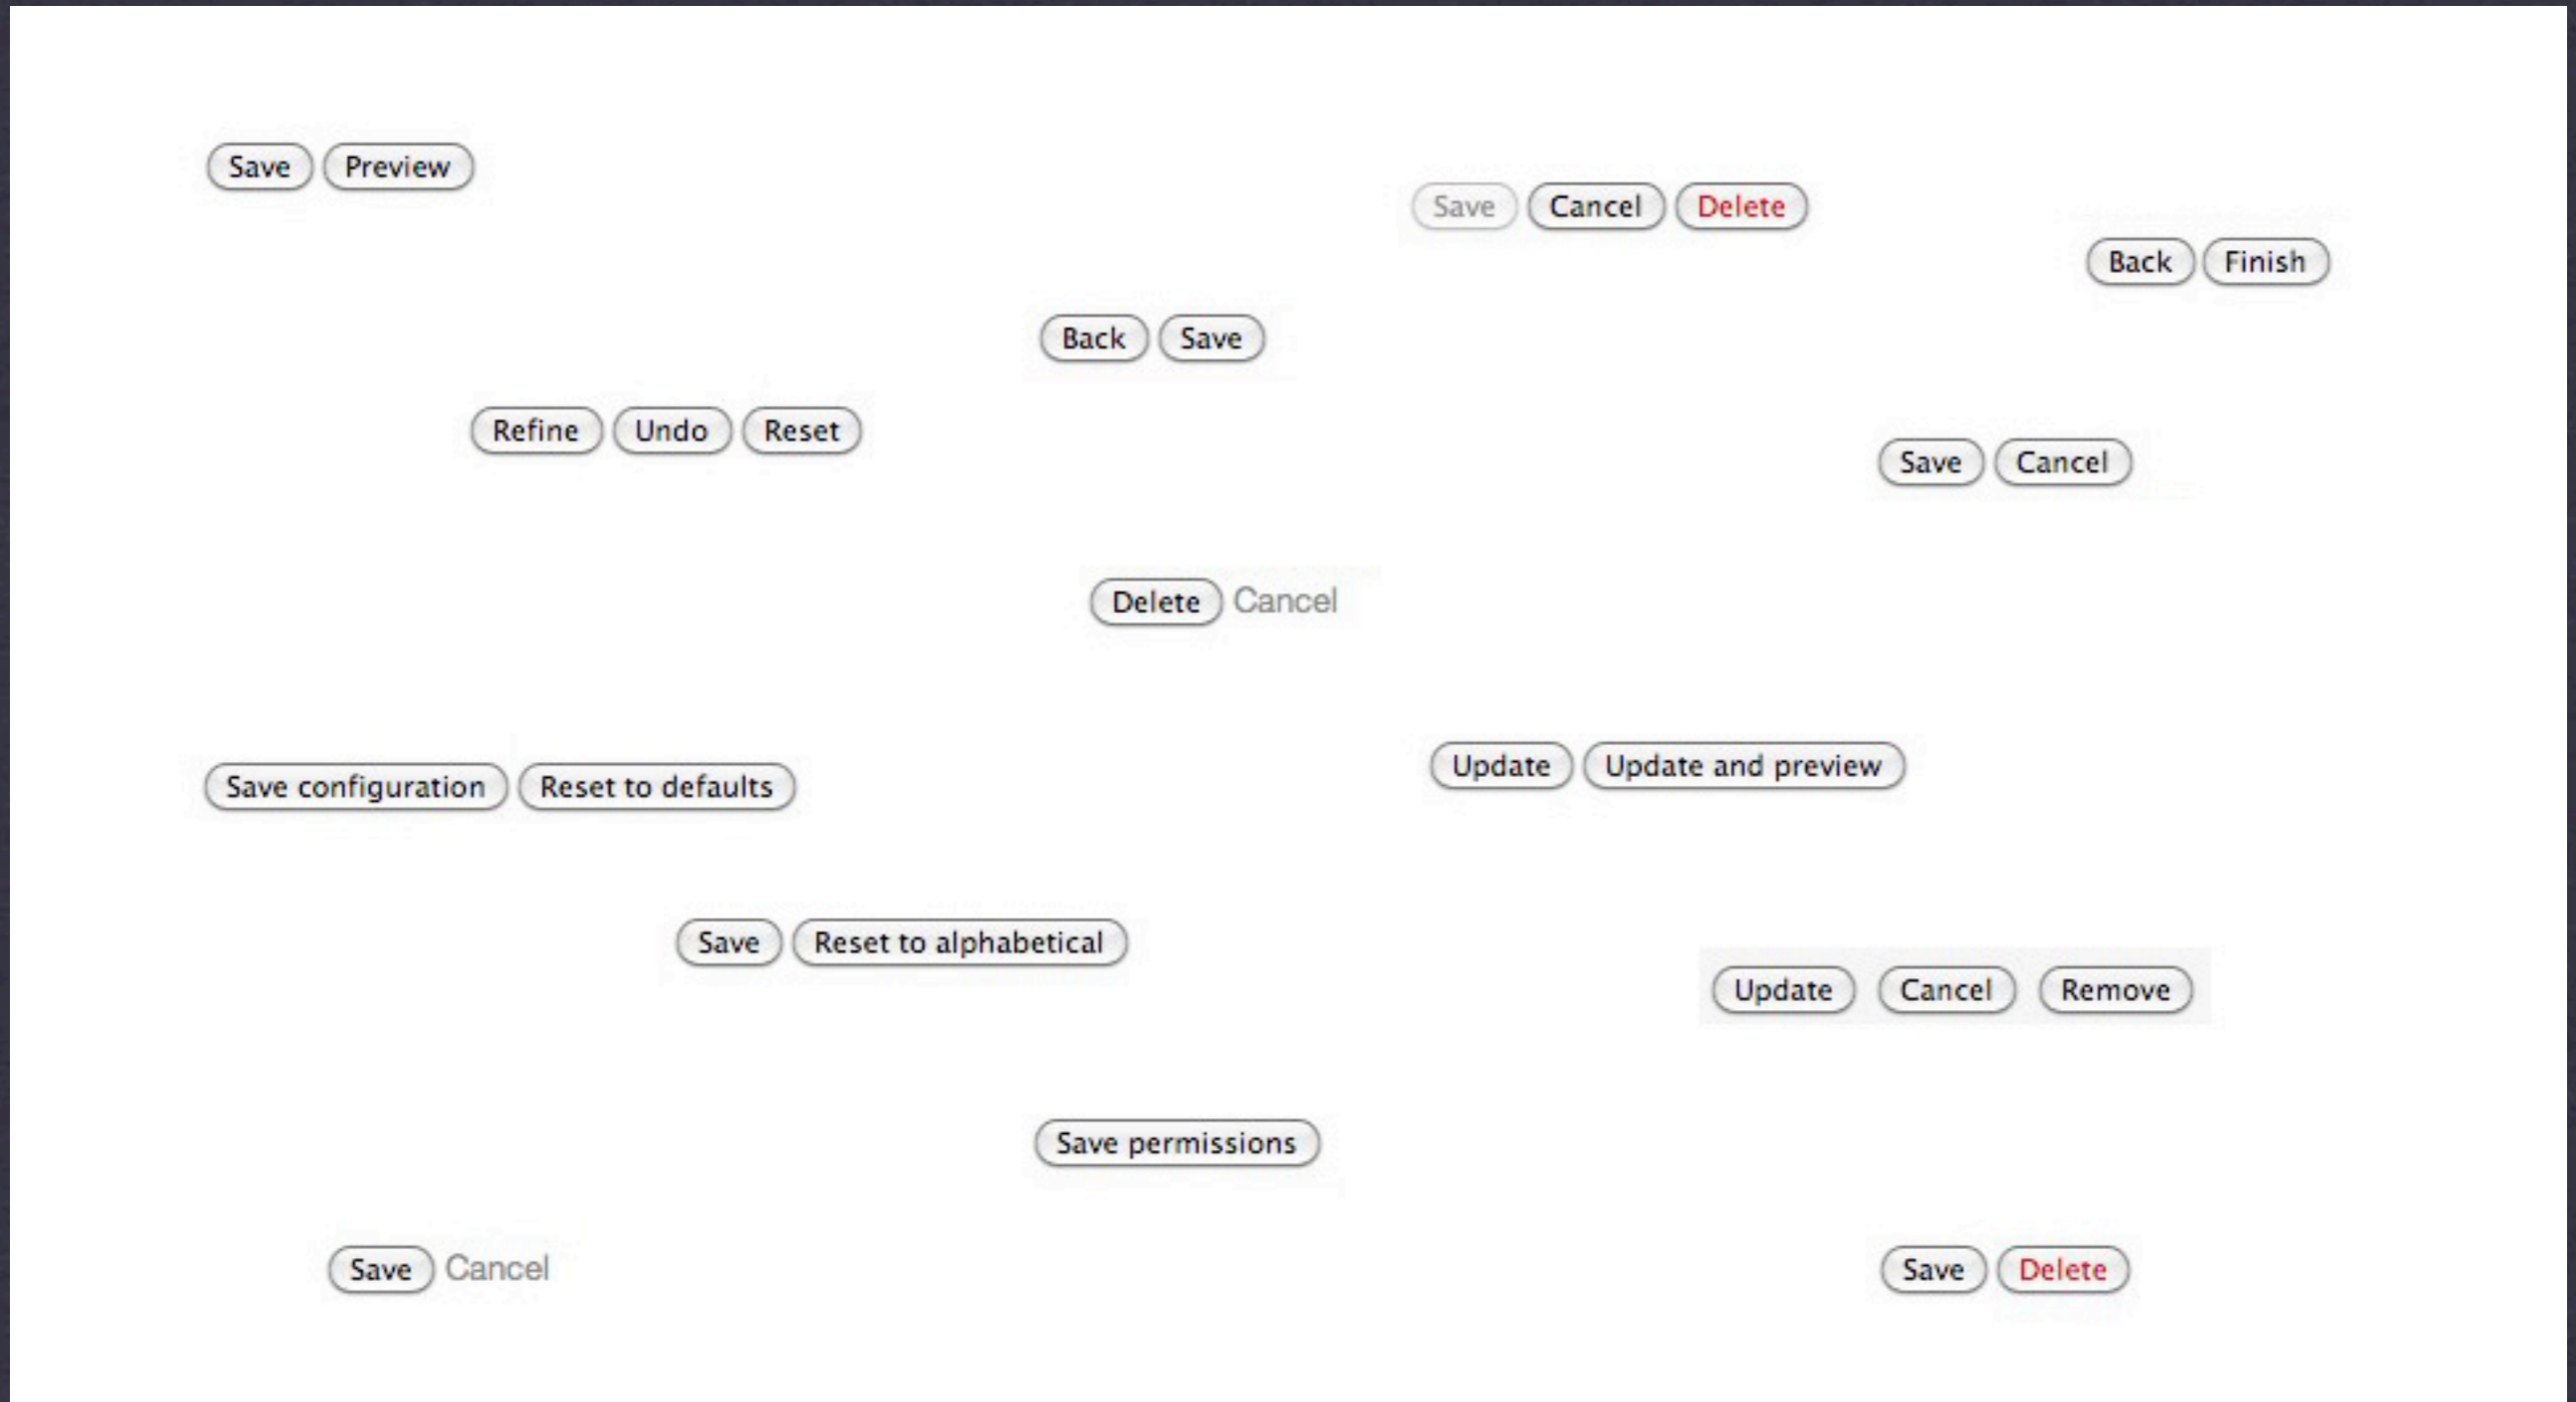 Save Preview
Save Cancel Delete
Back Finish
Back Save
Refine Undo Reset
Save Cancel
Delete Cancel
Update Update and preview
Save configuration Reset to defaults
Save Reset to alphabetical
Update Cancel Remove
Save permissions
Save Cancel
Save Delete